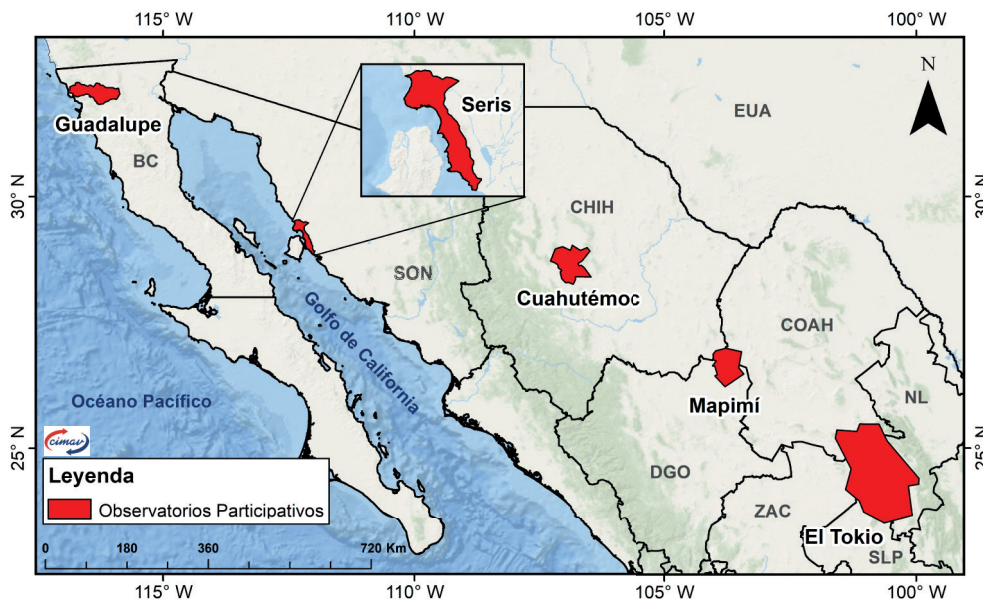 115° W
110° W
105° W
100° W
N
Seris
EUA
Guadalupe
BC
30° N
30° N
CHIH
SON
Cuahutémoc
Golfo de California
COAH
NL
Mapimí
Océano Pacífico
cimav
25° N
25° N
Leyenda
Observatorios Participativos
DGO
ZAC
El Tokio
SLP
0 180 360 720 Km
115° W
110° W
105° W
100° W